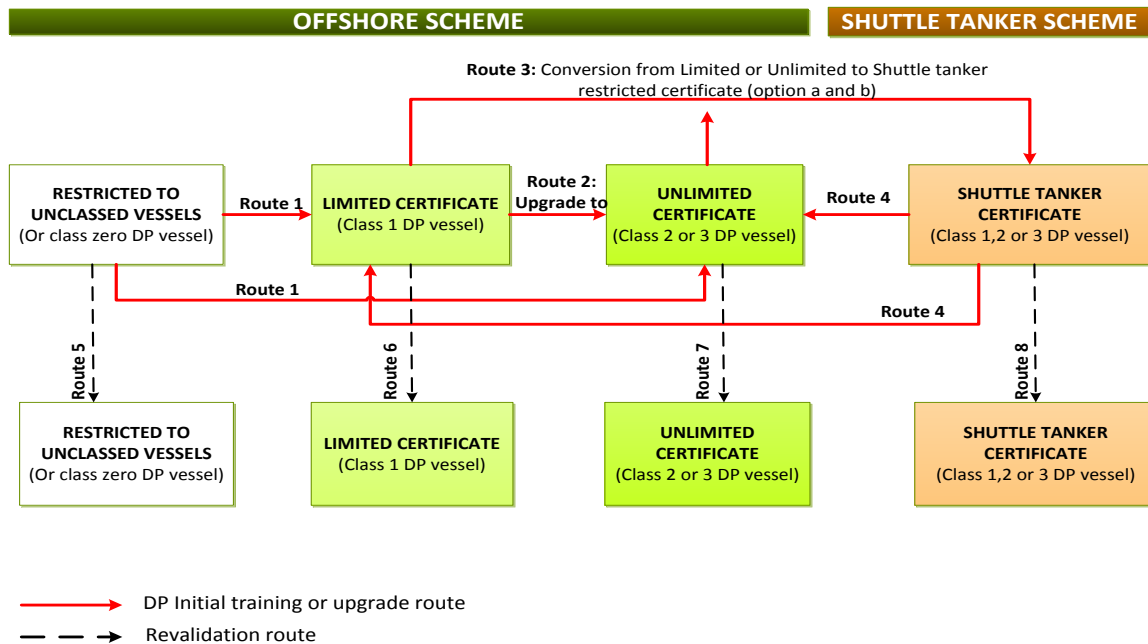 OFFSHORE SCHEME
SHUTTLE TANKER SCHEME
Route 3: Conversion from Limited or Unlimited to Shuttle tanker
restricted certificate (option a and b)
RESTRICTED TO
UNCLASSED VESSELS
(Or class zero DP vessel)
Route 1
LIMITED CERTIFICATE
(Class 1 DP vessel)
Route 2:
Upgrade to
UNLIMITED
CERTIFICATE
(Class 2 or 3 DP vessel)
Route 4
SHUTTLE TANKER
CERTIFICATE
(Class 1,2 or 3 DP vessel)
Route 1
Route 4
Route 5
Route 6
Route 7
Route 8
RESTRICTED TO
UNCLASSED VESSELS
(Or class zero DP vessel)
LIMITED CERTIFICATE
(Class 1 DP vessel)
UNLIMITED
CERTIFICATE
(Class 2 or 3 DP vessel)
SHUTTLE TANKER
CERTIFICATE
(Class 1,2 or 3 DP vessel)
DP Initial training or upgrade route
Revalidation route